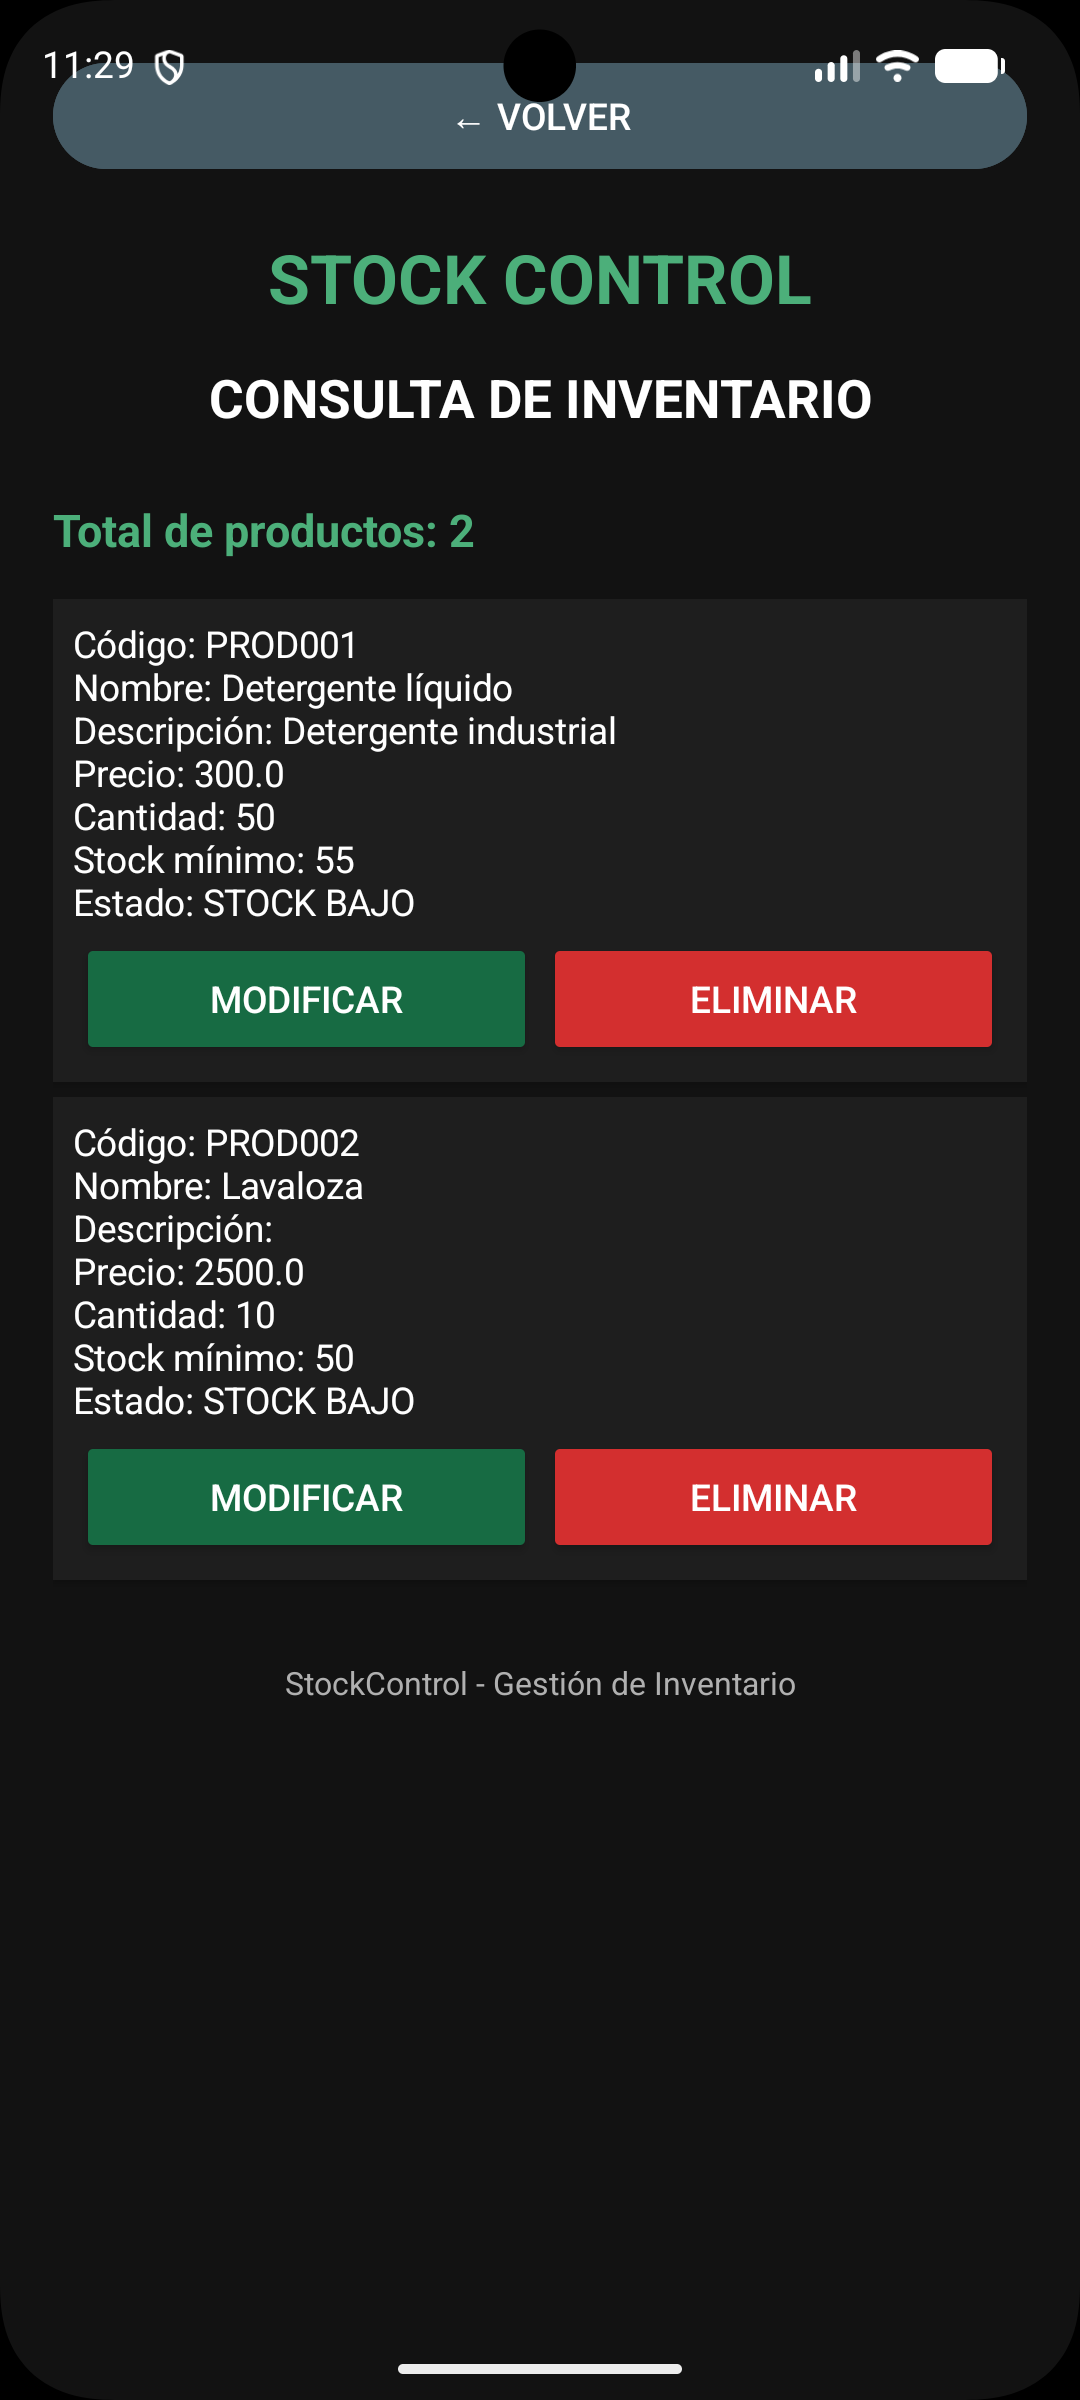 11:29
← VOLVER
STOCK CONTROL
CONSULTA DE INVENTARIO
Total de productos: 2
Código: PROD001
Nombre: Detergente líquido
Descripción: Detergente industrial
Precio: 300.0
Cantidad: 50
Stock mínimo: 55
Estado: STOCK BAJO
MODIFICAR ELIMINAR
Código: PROD002
Nombre: Lavaloza
Descripción:
Precio: 2500.0
Cantidad: 10
Stock mínimo: 50
Estado: STOCK BAJO
MODIFICAR ELIMINAR
StockControl - Gestión de Inventario